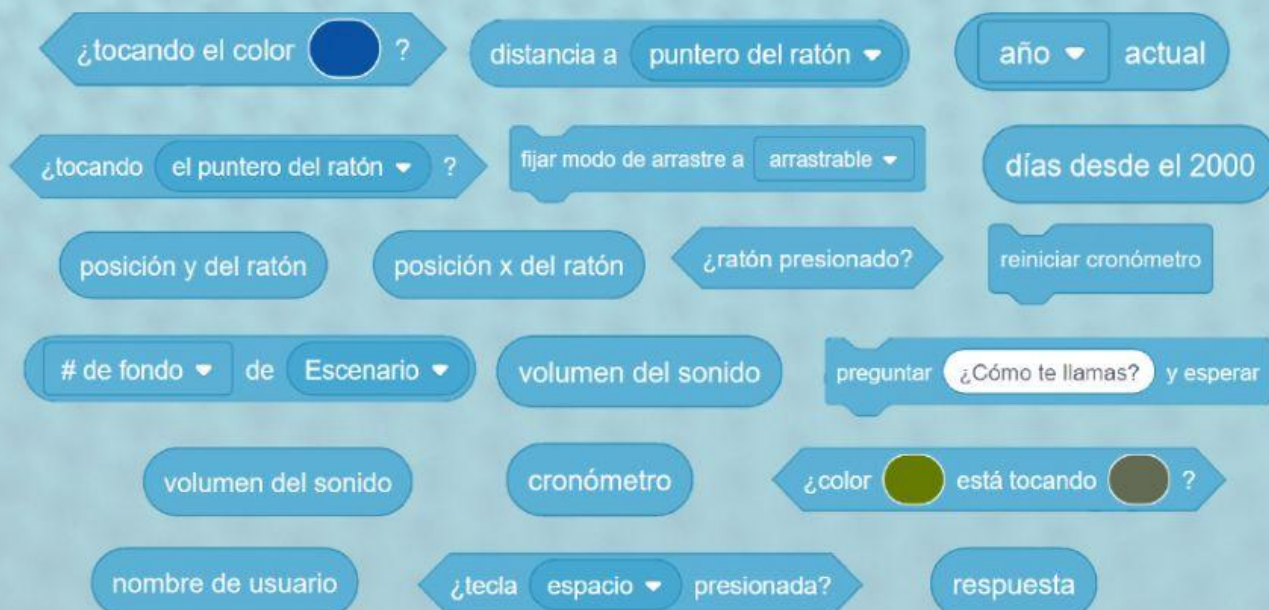 ¿tocando el color ?
distancia a puntero del ratón
año actual
¿tocando el puntero del ratón ?
fijar modo de arrastre a arrastrable
días desde el 2000
posición y del ratón
posición x del ratón
¿ratón presionado?
reiniciar cronómetro
# de fondo de Escenario
volumen del sonido
preguntar ¿Cómo te llamas? y esperar
volumen del sonido
cronómetro
¿color está tocando ?
nombre de usuario
¿tecla espacio presionada?
respuesta